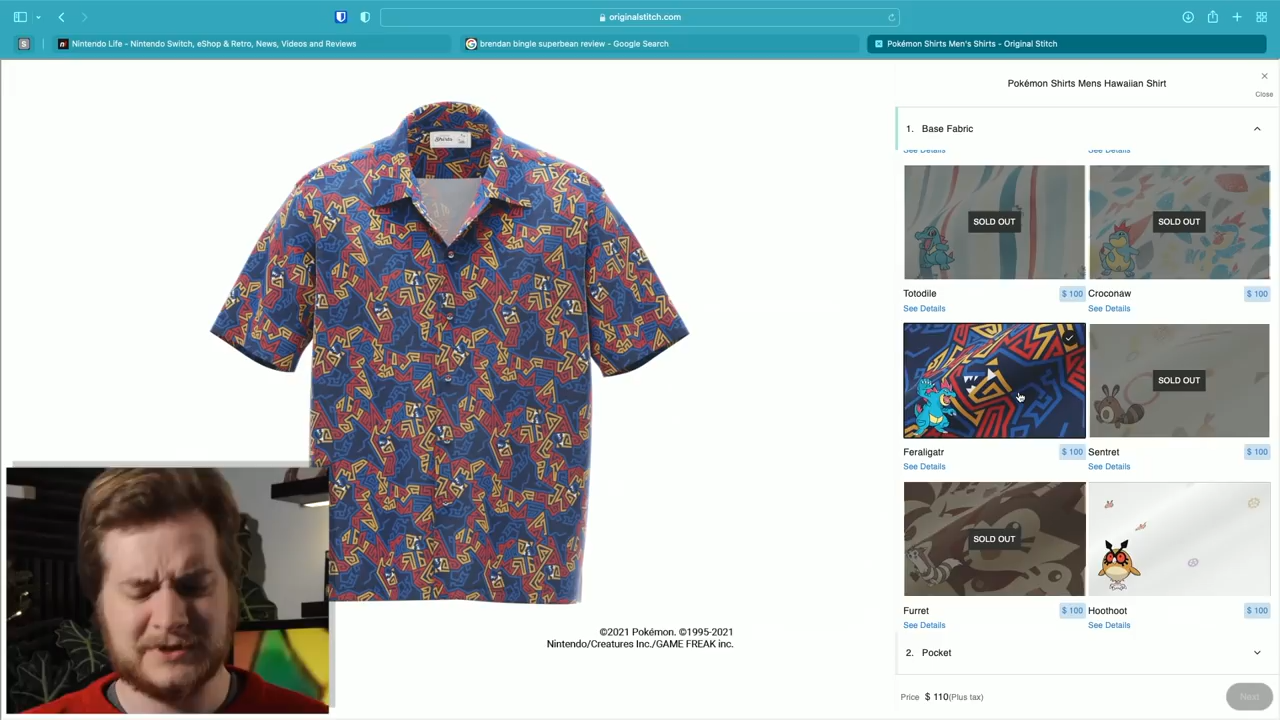 originalstitch.com
Nintendo Life - Nintendo Switch, eShop & Retro, News, Videos and Reviews
brendan bingle superbean review - Google Search
Pokémon Shirts Men's Shirts - Original Stitch
S
Pokémon Shirts Mens Hawaiian Shirt
Close
1. Base Fabric
See Details See Details
SOLD OUT SOLD OUT
Totodile $ 100 Croconaw $ 100
See Details See Details
SOLD OUT
Feraligatr $ 100 Sentret $ 100
See Details See Details
SOLD OUT
Furret $ 100 Hoothoot $ 100
See Details See Details
2. Pocket
Price $ 110(Plus tax)
Next
Shirts
©2021 Pokémon. ©1995-2021
Nintendo/Creatures Inc./GAME FREAK inc.